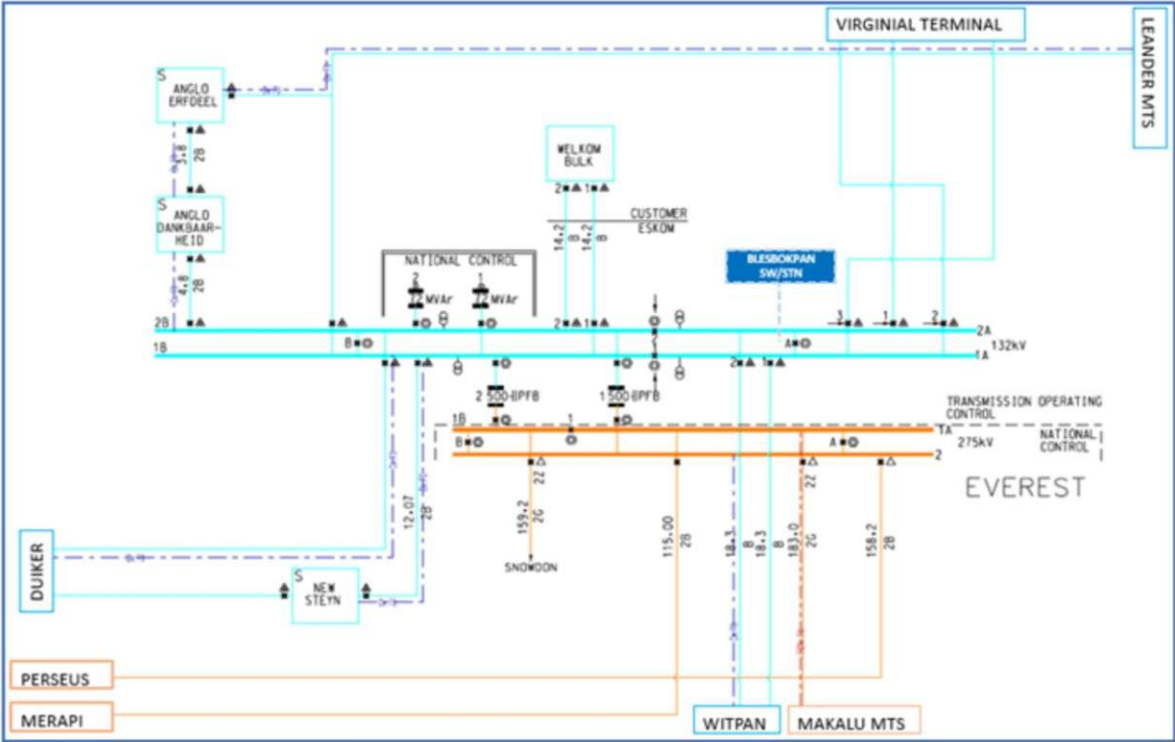 VIRGINIAL TERMINAL
LEANDER MTS
S
ANGLO
ERFDEEL
3.8
2B
S
ANGLO
DANKBAAR-
HEID
4.8
2B
WELKOM
BULK
2 1
CUSTOMER
ESKOM
14.2
B
14.2
B
NATIONAL CONTROL
2 1
72 MVAr 72 MVAr
BLESBOKPAN
SW/STN
2B
2 1
3 1 2
2A
1B
B
A
1A
132kV
2 1
2 500-BPFB
1 500-BPFB
TRANSMISSION OPERATING
CONTROL
1B
1
1A
B
A
275kV
2
NATIONAL
CONTROL
EVEREST
12.07
2B
159.2
2G
2Z
SNOWDON
115.00
2B
18.3
B
18.3
B
183.0
2G
2Z
158.2
2B
DUIKER
S
NEW
STEYN
PERSEUS
MERAPI
WITPAN
MAKALU MTS